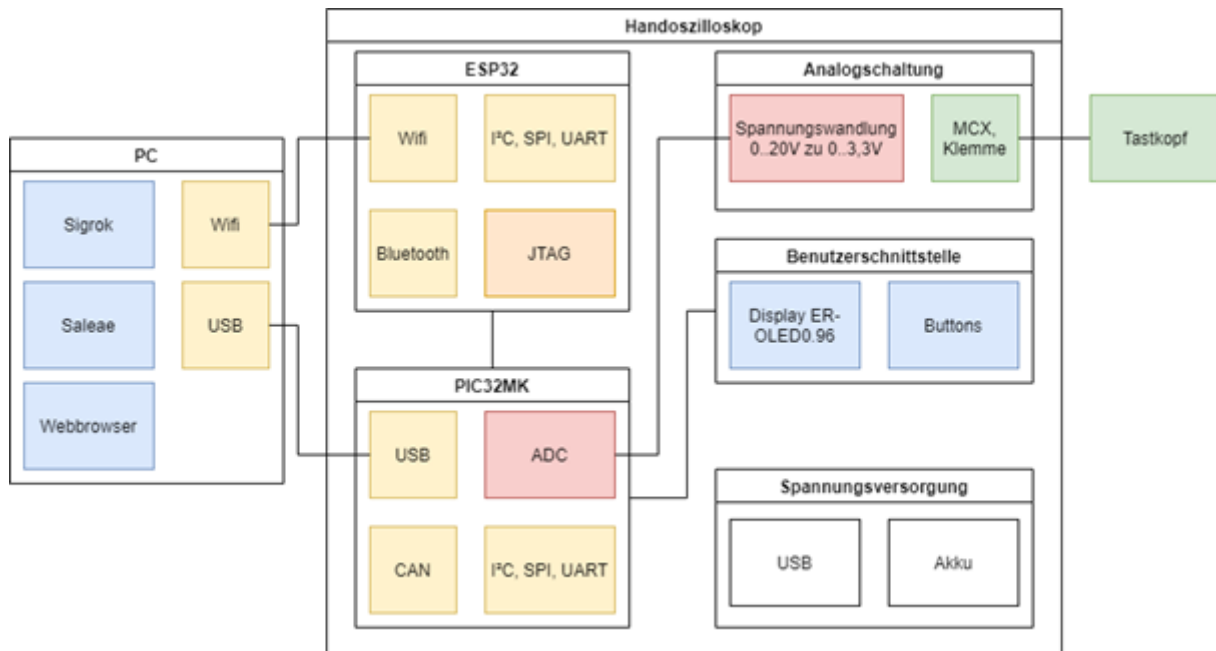 Handoszilloskop
PC
Sigrok
Wifi
Saleae
USB
Webbrowser
ESP32
Wifi
I²C, SPI, UART
Bluetooth
JTAG
PIC32MK
USB
ADC
CAN
I²C, SPI, UART
Analogschaltung
Spannungswandlung
0..20V zu 0..3,3V
MCX,
Klemme
Tastkopf
Benutzerschnittstelle
Display ER-
OLED0.96
Buttons
Spannungsversorgung
USB
Akku